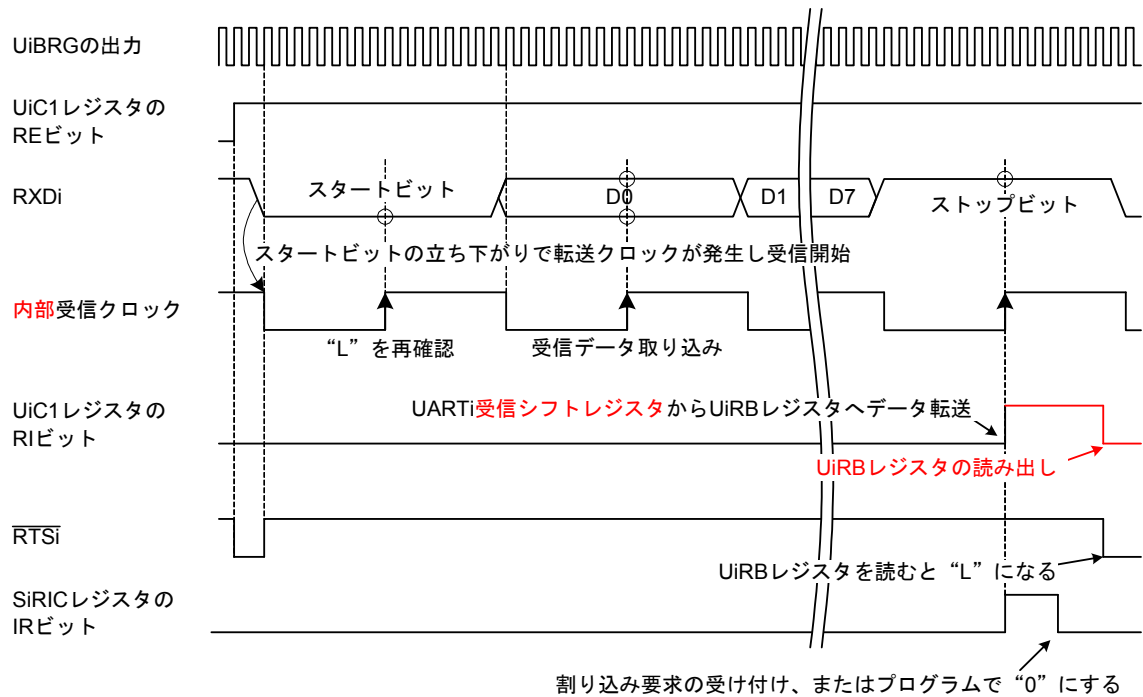 UiBRGの出力
UiC1レジスタの
REビット
RXDi
スタートビット
D0
D1
D7
ストップビット
スタートビットの立ち下がりで転送クロックが発生し受信開始
内部受信クロック
“L”を再確認
受信データ取り込み
UiC1レジスタの
RIビット
UARTi受信シフトレジスタからUiRBレジスタへデータ転送
UiRBレジスタの読み出し
RTSi
UiRBレジスタを読むと“L”になる
SiRICレジスタの
IRビット
割り込み要求の受け付け、またはプログラムで“0”にする